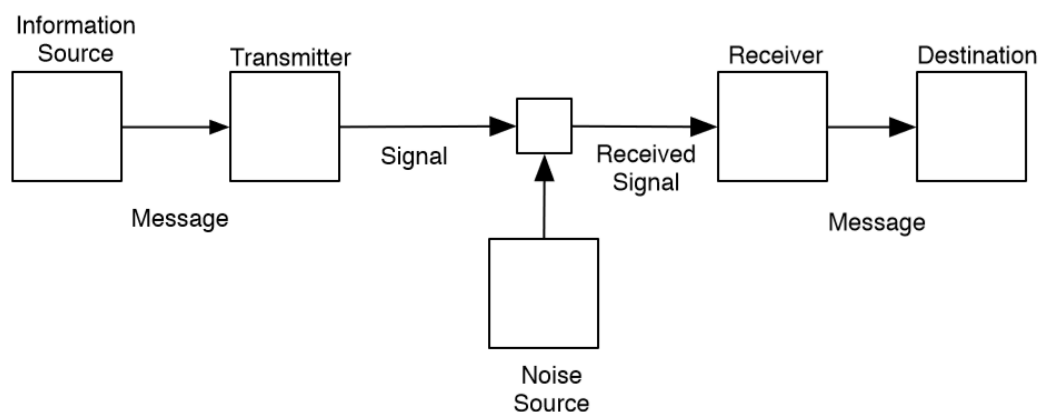 Information
Source
Transmitter
Receiver
Destination
Signal
Received
Signal
Message
Message
Noise
Source